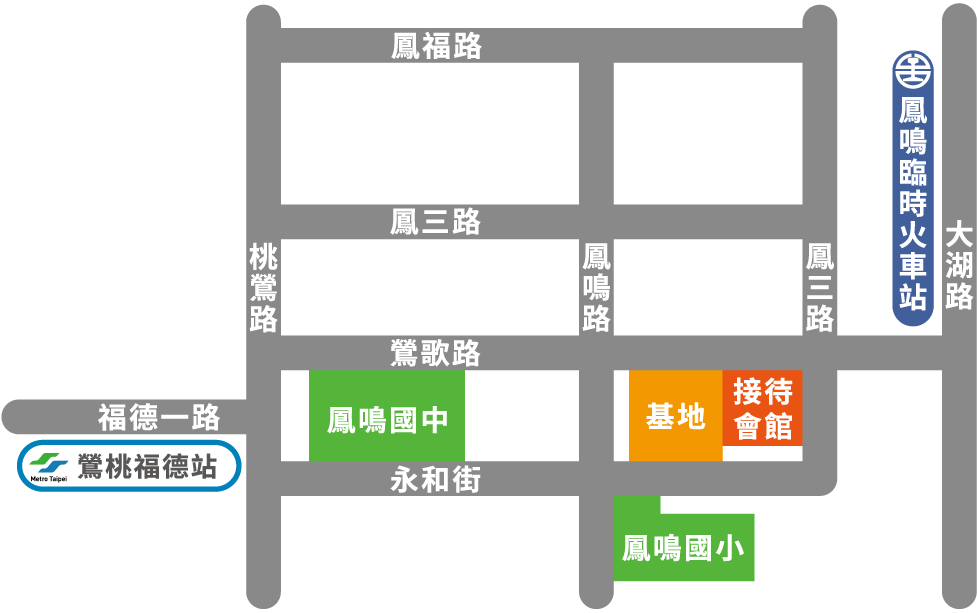 鳳福路
鳳三路
桃鶯路
鳳鳴路
鳳三路
鳳鳴臨時火車站
大湖路
鶯歌路
福德一路
鳳鳴國中
基地
接待
會館
Metro Taipei
鶯桃福德站
永和街
鳳鳴國小